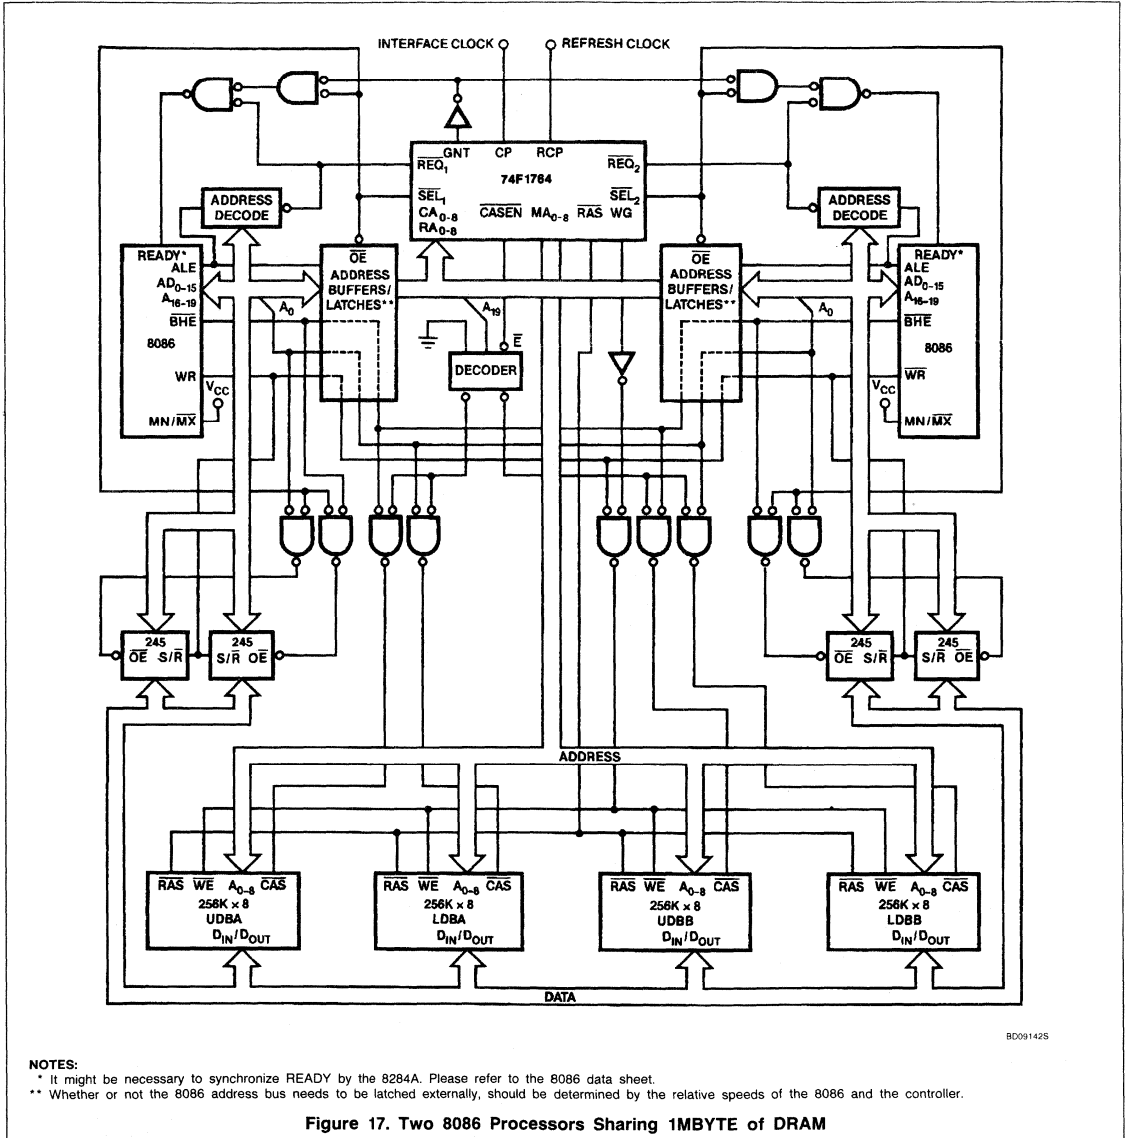 INTERFACE CLOCK
REFRESH CLOCK
GNT CP RCP
REQ1
REQ2
74F1764
SEL1
SEL2
CA0-8
RA0-8
CASEN MA0-8 RAS WG
ADDRESS
DECODE
ADDRESS
DECODE
READY*
ALE
AD0-15
A16-19
BHE
8086
WR
VCC
MN/MX
OE
ADDRESS
BUFFERS/
LATCHES**
A0
A19
E
DECODER
OE
ADDRESS
BUFFERS/
LATCHES**
A0
READY*
ALE
AD0-15
A16-19
BHE
8086
WR
VCC
MN/MX
245
OE S/R
245
S/R OE
245
OE S/R
245
S/R OE
ADDRESS
RAS WE A0-8 CAS
256K x 8
UDBA
DIN/DOUT
RAS WE A0-8 CAS
256K x 8
LDBA
DIN/DOUT
RAS WE A0-8 CAS
256K x 8
UDBB
DIN/DOUT
RAS WE A0-8 CAS
256K x 8
LDBB
DIN/DOUT
DATA
BD09142S
NOTES:
* It might be necessary to synchronize READY by the 8284A. Please refer to the 8086 data sheet.
** Whether or not the 8086 address bus needs to be latched externally, should be determined by the relative speeds of the 8086 and the controller.
Figure 17. Two 8086 Processors Sharing 1MBYTE of DRAM